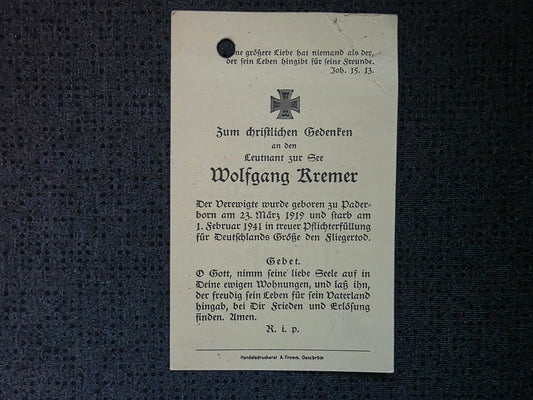 ne größere Liebe hat niemand als der,
der sein Leben hingibt für seine Freunde.
Joh. 15. 13.
Zum christlichen Gedenken
an den
Leutnant zur See
Wolfgang Kremer
Der Verewigte wurde geboren zu Pader-
born am 23. März 1919 und starb am
1. Februar 1941 in treuer Pflichterfüllung
für Deutschlands Größe den Fliegertod.
Gebet.
O Gott, nimm seine liebe Seele auf in
Deine ewigen Wohnungen, und laß ihn,
der freudig sein Leben für sein Vaterland
hingab, bei Dir Frieden und Erlösung
finden. Amen.
R. i. p.
Handelsdruckerei A. Fromm, Osnabrück